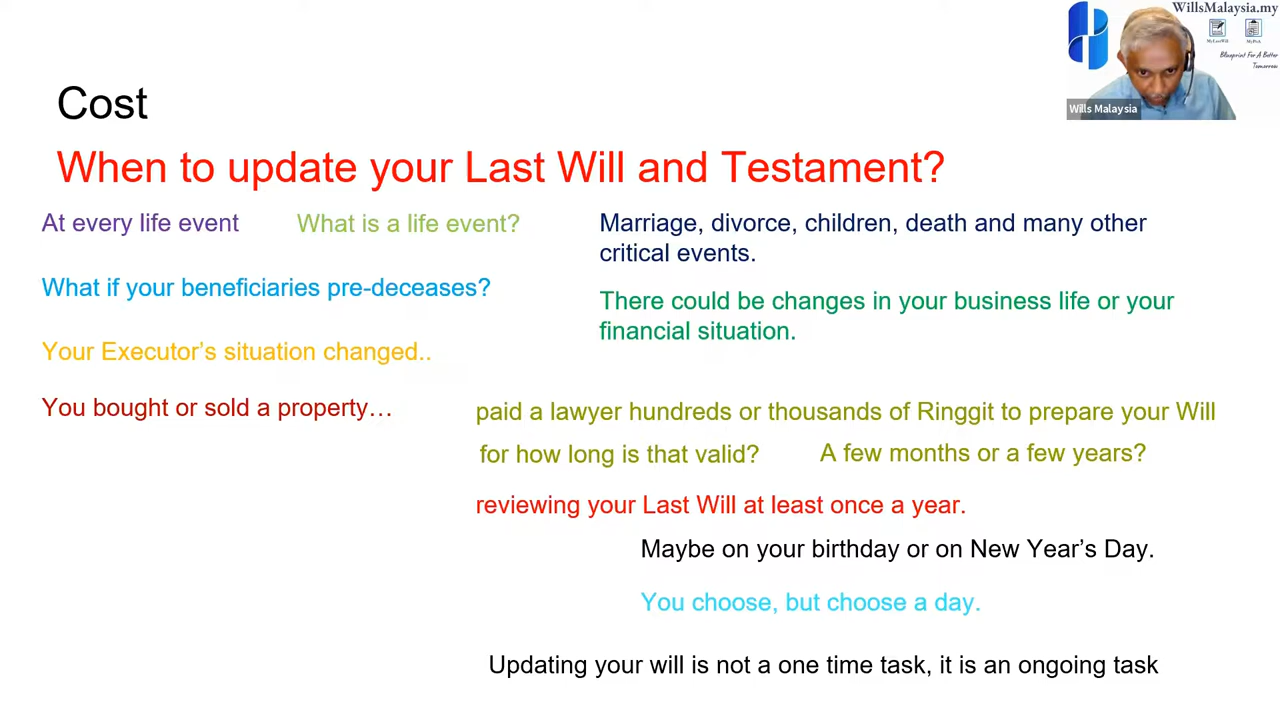 WillsMalaysia.my
MyLastWill MyPoA
Blueprint For A Better
Tomorrow
Wills Malaysia
Cost
When to update your Last Will and Testament?
At every life event
What is a life event?
Marriage, divorce, children, death and many other
critical events.
What if your beneficiaries pre-deceases?
There could be changes in your business life or your
financial situation.
Your Executor's situation changed..
You bought or sold a property…
paid a lawyer hundreds or thousands of Ringgit to prepare your Will
for how long is that valid?
A few months or a few years?
reviewing your Last Will at least once a year.
Maybe on your birthday or on New Year's Day.
You choose, but choose a day.
Updating your will is not a one time task, it is an ongoing task